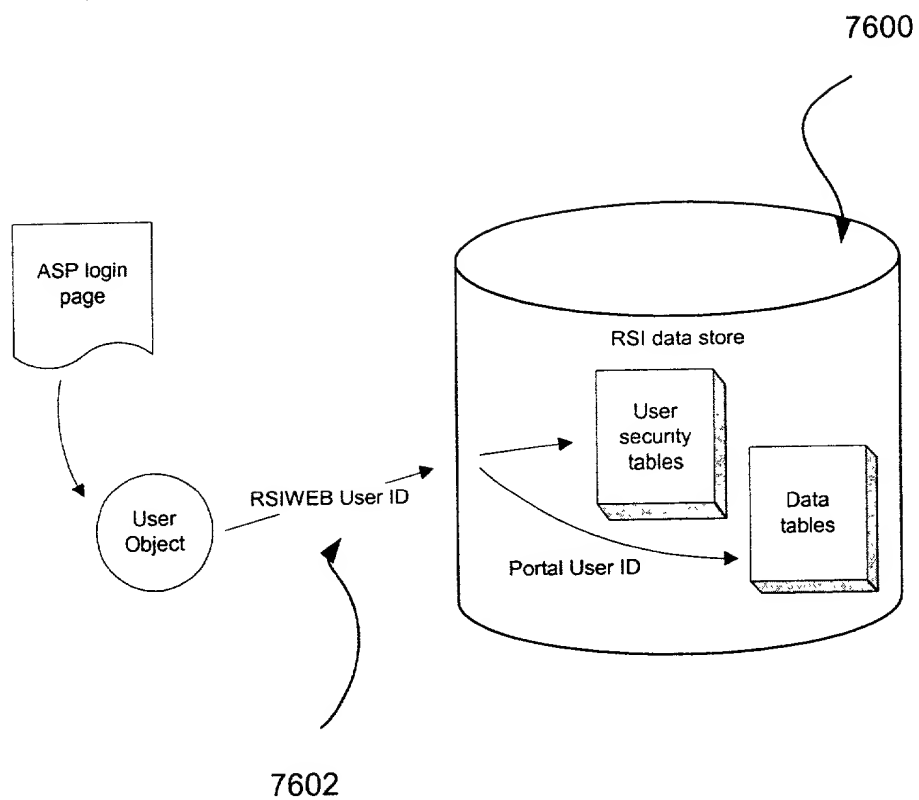 7600
ASP login
page
RSI data store
User
security
tables
RSIWEB User ID
User
Object
Data
tables
Portal User ID
7602